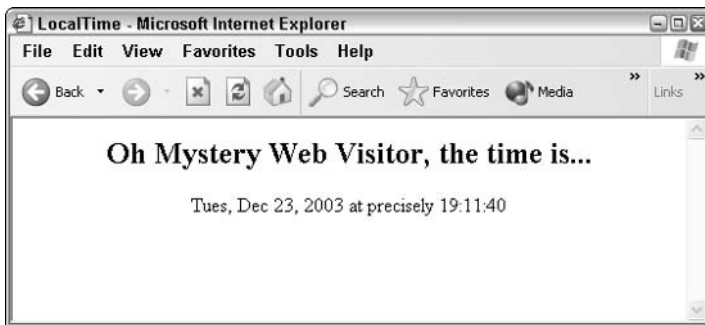 LocalTime - Microsoft Internet Explorer
File Edit View Favorites Tools Help
Back Search Favorites Media » Links »
Oh Mystery Web Visitor, the time is...
Tues, Dec 23, 2003 at precisely 19:11:40